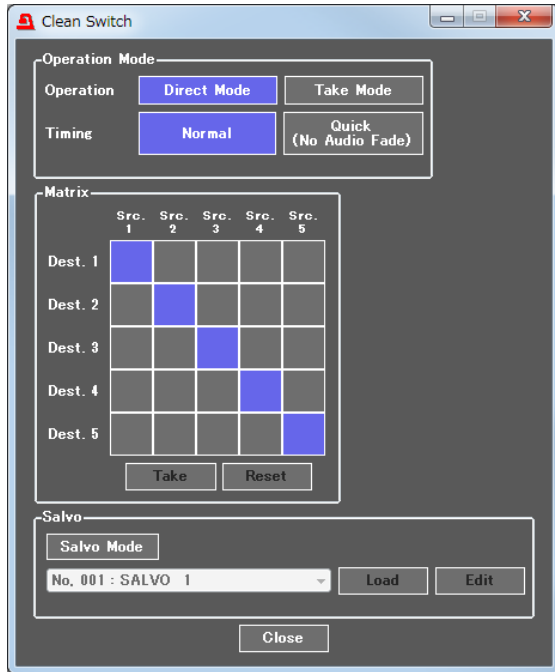 Clean Switch
Operation Mode
Operation Direct Mode Take Mode
Timing Normal Quick
(No Audio Fade)
Matrix
Src. Src. Src. Src. Src.
1 2 3 4 5
Dest. 1
Dest. 2
Dest. 3
Dest. 4
Dest. 5
Take Reset
Salvo
Salvo Mode
No. 001 : SALVO 1 Load Edit
Close